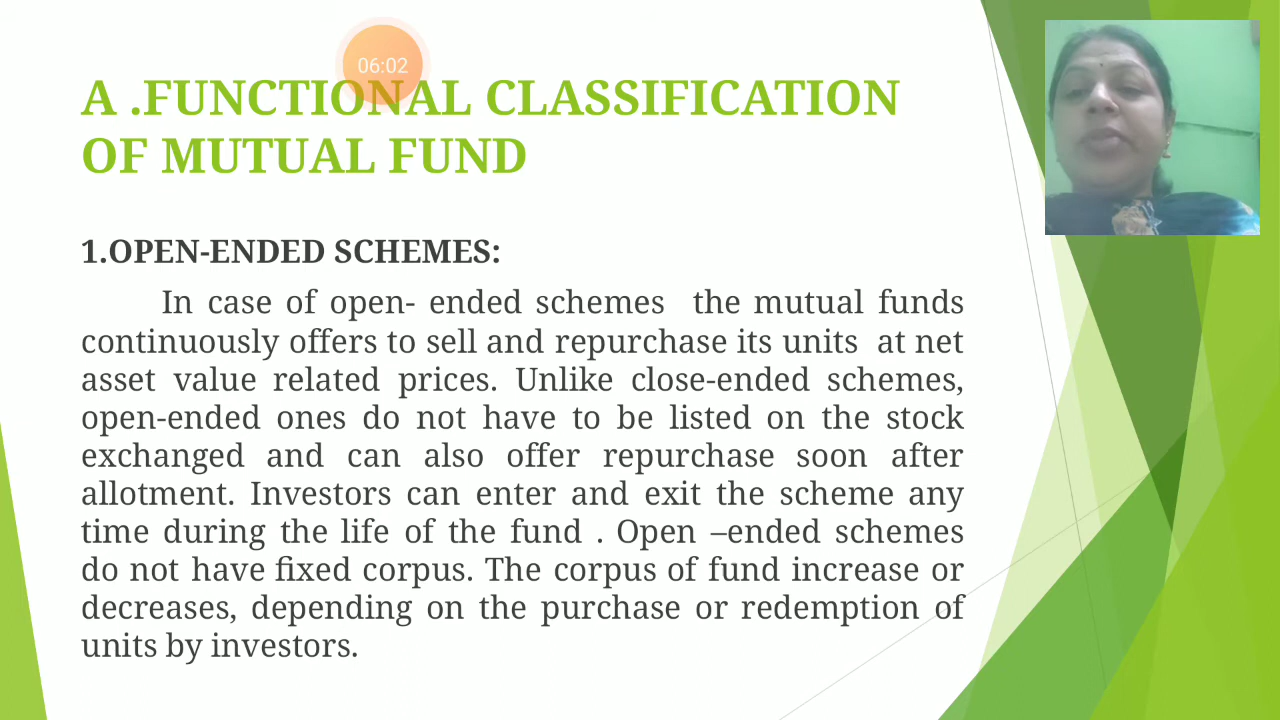 06:02
A .FUNCTIONAL CLASSIFICATION
OF MUTUAL FUND
1.OPEN-ENDED SCHEMES:
In case of open- ended schemes the mutual funds
continuously offers to sell and repurchase its units at net
asset value related prices. Unlike close-ended schemes,
open-ended ones do not have to be listed on the stock
exchanged and can also offer repurchase soon after
allotment. Investors can enter and exit the scheme any
time during the life of the fund . Open –ended schemes
do not have fixed corpus. The corpus of fund increase or
decreases, depending on the purchase or redemption of
units by investors.